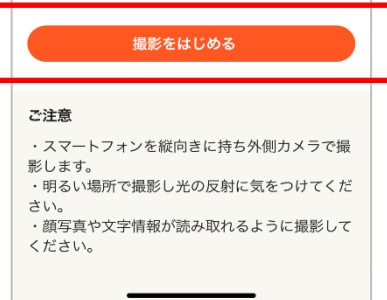 撮影をはじめる
ご注意
・スマートフォンを縦向きに持ち外側カメラで撮
影します。
・明るい場所で撮影し光の反射に気をつけてくだ
さい。
・顔写真や文字情報が読み取れるように撮影して
ください。